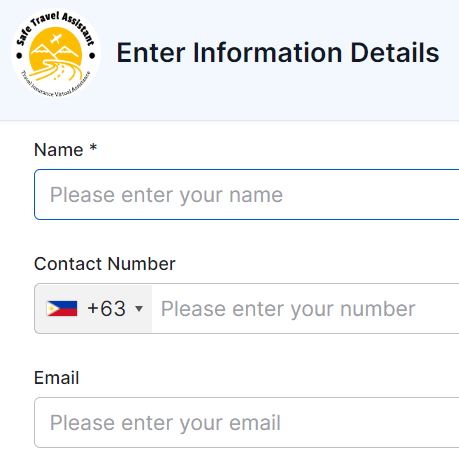 Safe Travel Assistant
Travel Insurance Virtual Assistance
Enter Information Details
Name *
Please enter your name
Contact Number
+63
Please enter your number
Email
Please enter your email